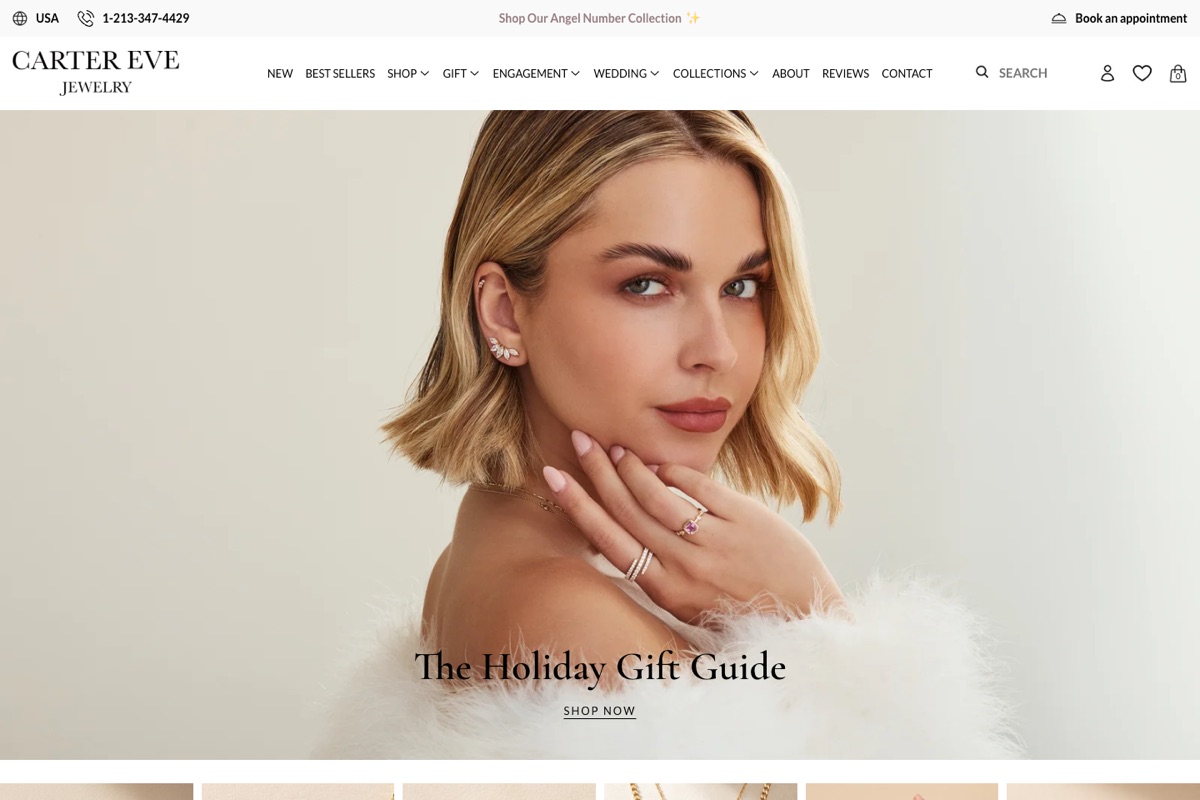 USA
1-213-347-4429
Shop Our Angel Number Collection ✨
Book an appointment
CARTER EVE
JEWELRY
NEW
BEST SELLERS
SHOP
GIFT
ENGAGEMENT
WEDDING
COLLECTIONS
ABOUT
REVIEWS
CONTACT
SEARCH
0
The Holiday Gift Guide
SHOP NOW